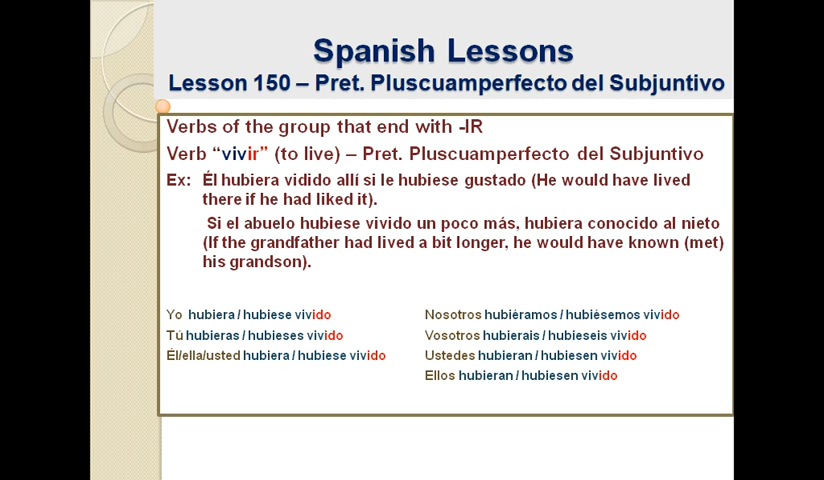 Spanish Lessons
Lesson 150 – Pret. Pluscuamperfecto del Subjuntivo
Verbs of the group that end with -IR
Verb “vivir” (to live) – Pret. Pluscuamperfecto del Subjuntivo
Ex: Él hubiera vidido allí si le hubiese gustado (He would have lived
there if he had liked it).
Si el abuelo hubiese vivido un poco más, hubiera conocido al nieto
(If the grandfather had lived a bit longer, he would have known (met)
his grandson).
Yo hubiera / hubiese vivido
Tú hubieras / hubieses vivido
Él/ella/usted hubiera / hubiese vivido
Nosotros hubiéramos / hubiésemos vivido
Vosotros hubierais / hubieseis vivido
Ustedes hubieran / hubiesen vivido
Ellos hubieran / hubiesen vivido